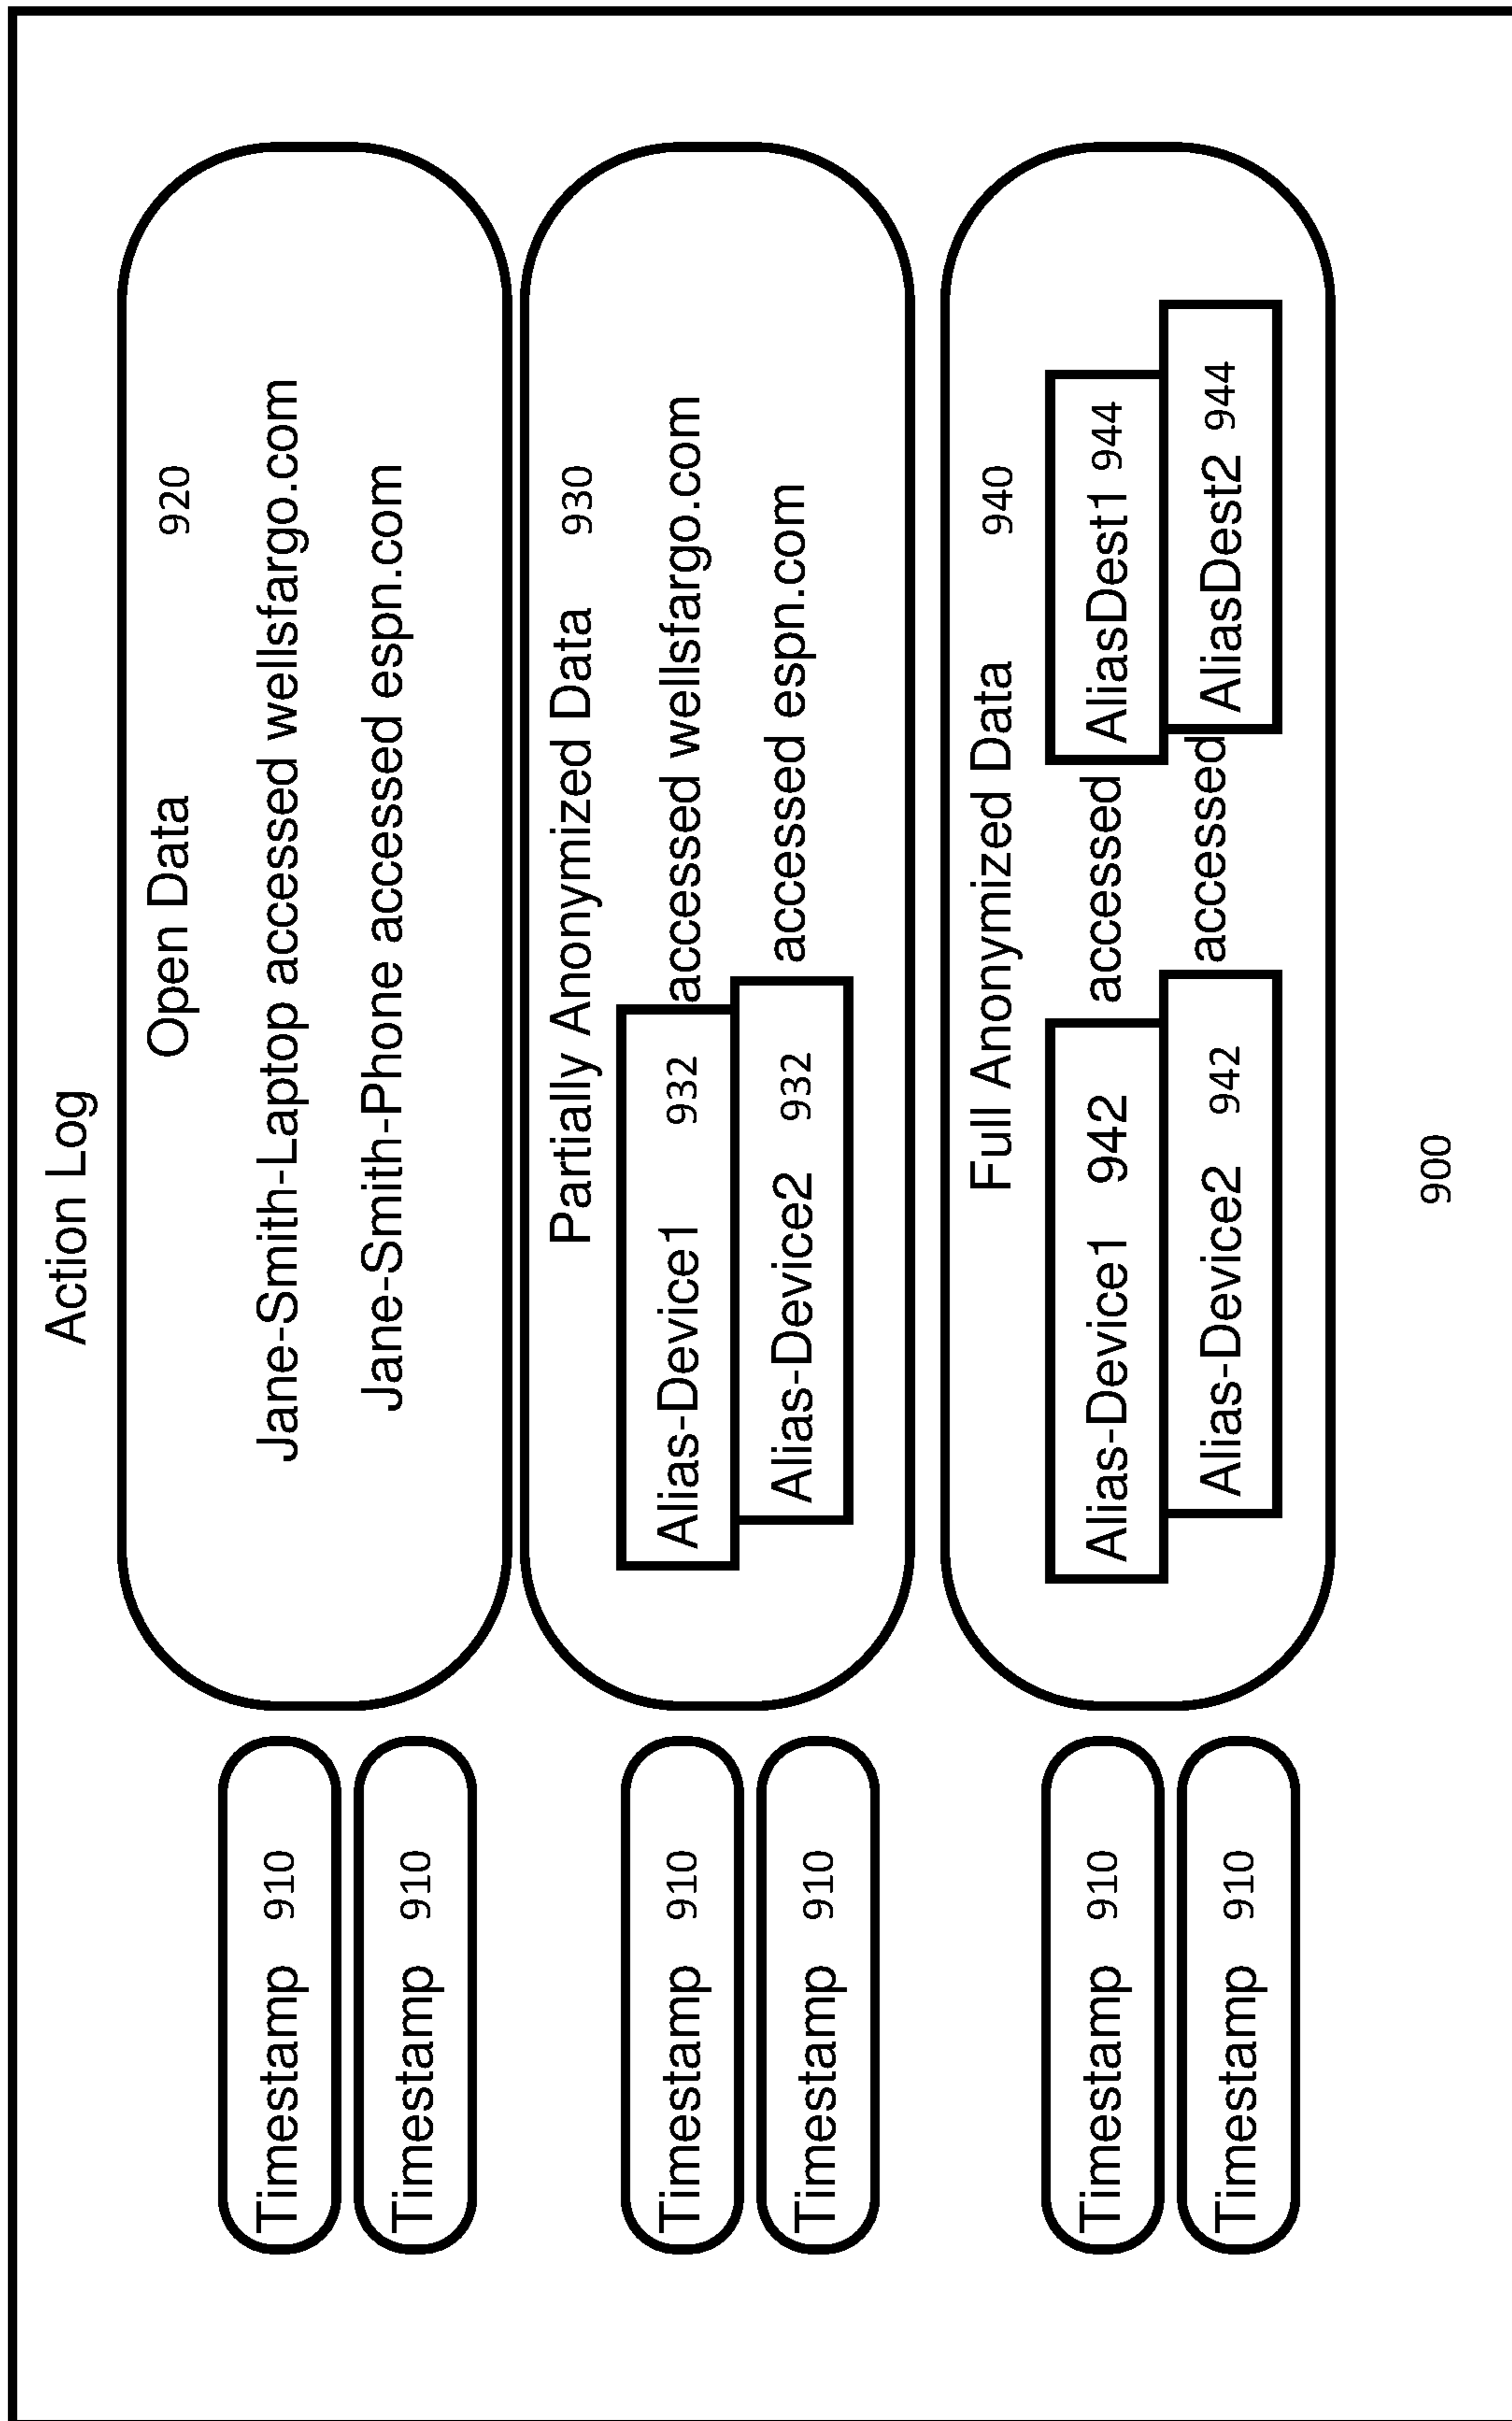 Action Log
Open Data 920
Timestamp 910 Jane-Smith-Laptop accessed wellsfargo.com
Timestamp 910 Jane-Smith-Phone accessed espn.com
Partially Anonymized Data 930
Timestamp 910 Alias-Device1 932 accessed wellsfargo.com
Timestamp 910 Alias-Device2 932 accessed espn.com
Full Anonymized Data 940
Timestamp 910 Alias-Device1 942 accessed AliasDest1 944
Timestamp 910 Alias-Device2 942 accessed AliasDest2 944
900